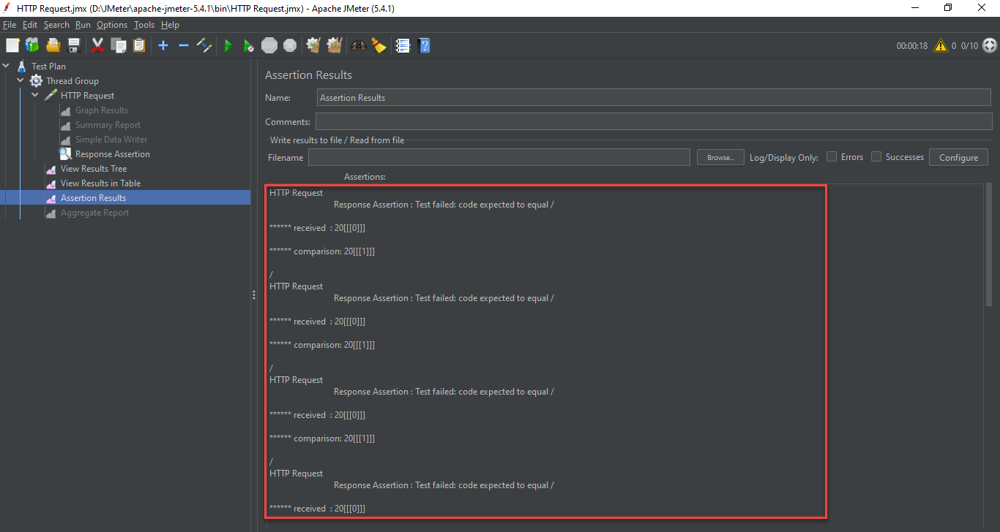 HTTP Request.jmx (D:\JMeter\apache-jmeter-5.4.1\bin\HTTP Request.jmx) - Apache JMeter (5.4.1)
File Edit Search Run Options Tools Help
STOP
00:00:18 0 0/10
Test Plan
Thread Group
HTTP Request
Graph Results
Summary Report
Simple Data Writer
Response Assertion
View Results Tree
View Results in Table
Assertion Results
Aggregate Report
Assertion Results
Name: Assertion Results
Comments:
Write results to file / Read from file
Filename Browse... Log/Display Only: Errors Successes Configure
Assertions:
HTTP Request
Response Assertion : Test failed: code expected to equal /
****** received : 20[[[0]]]
****** comparison: 20[[[1]]]
/
HTTP Request
Response Assertion : Test failed: code expected to equal /
****** received : 20[[[0]]]
****** comparison: 20[[[1]]]
/
HTTP Request
Response Assertion : Test failed: code expected to equal /
****** received : 20[[[0]]]
****** comparison: 20[[[1]]]
/
HTTP Request
Response Assertion : Test failed: code expected to equal /
****** received : 20[[[0]]]